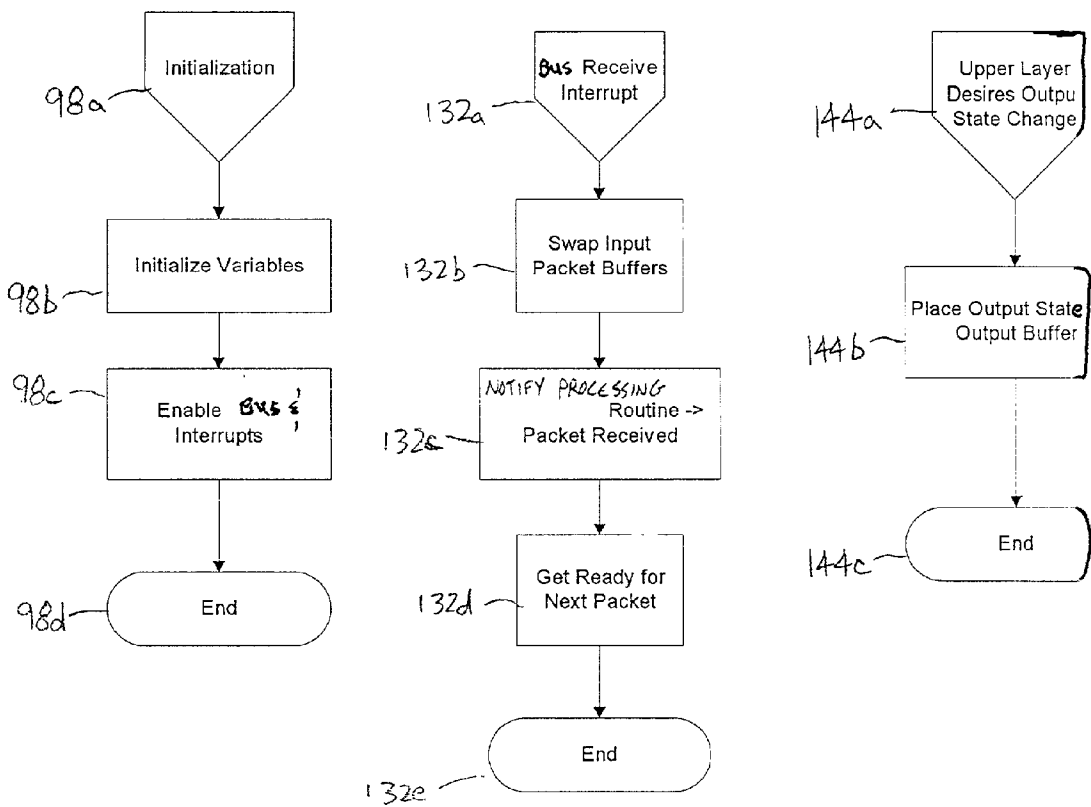 Initialization
98a
Initialize Variables
98b
98c
Enable BUS &
Interrupts
End
98d
BUS Receive
Interrupt
132a
Swap Input
Packet Buffers
132b
NOTIFY PROCESSING
Routine ->
Packet Received
132c
Get Ready for
Next Packet
132d
End
132e
Upper Layer
Desires Outpu
State Change
144a
Place Output State
Output Buffer
144b
End
144c